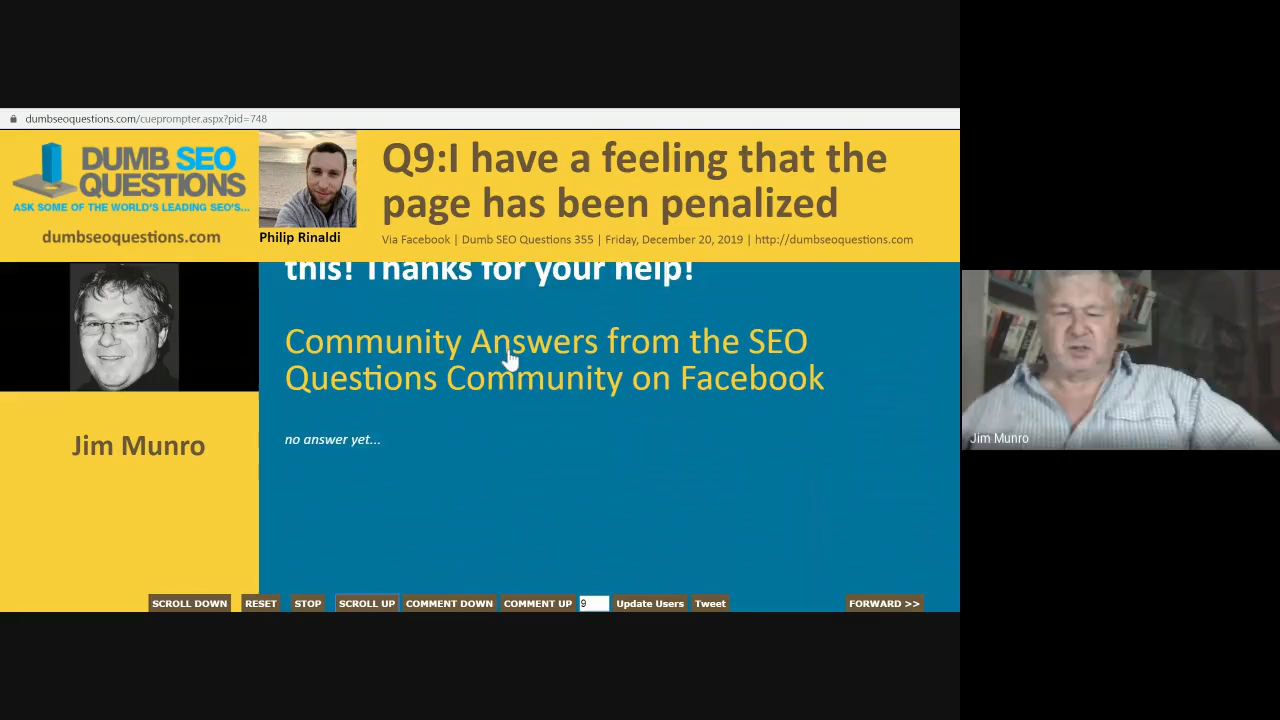 dumbseoquestions.com/cueprompter.aspx?pid=748
DUMB SEO
QUESTIONS
ASK SOME OF THE WORLD'S LEADING SEO'S...
dumbseoquestions.com
Philip Rinaldi
Q9:I have a feeling that the
page has been penalized
Via Facebook | Dumb SEO Questions 355 | Friday, December 20, 2019 | http://dumbseoquestions.com
this! Thanks for your help!
Community Answers from the SEO
Questions Community on Facebook
no answer yet...
Jim Munro
Jim Munro
SCROLL DOWN RESET STOP SCROLL UP COMMENT DOWN COMMENT UP 9 Update Users Tweet FORWARD >>